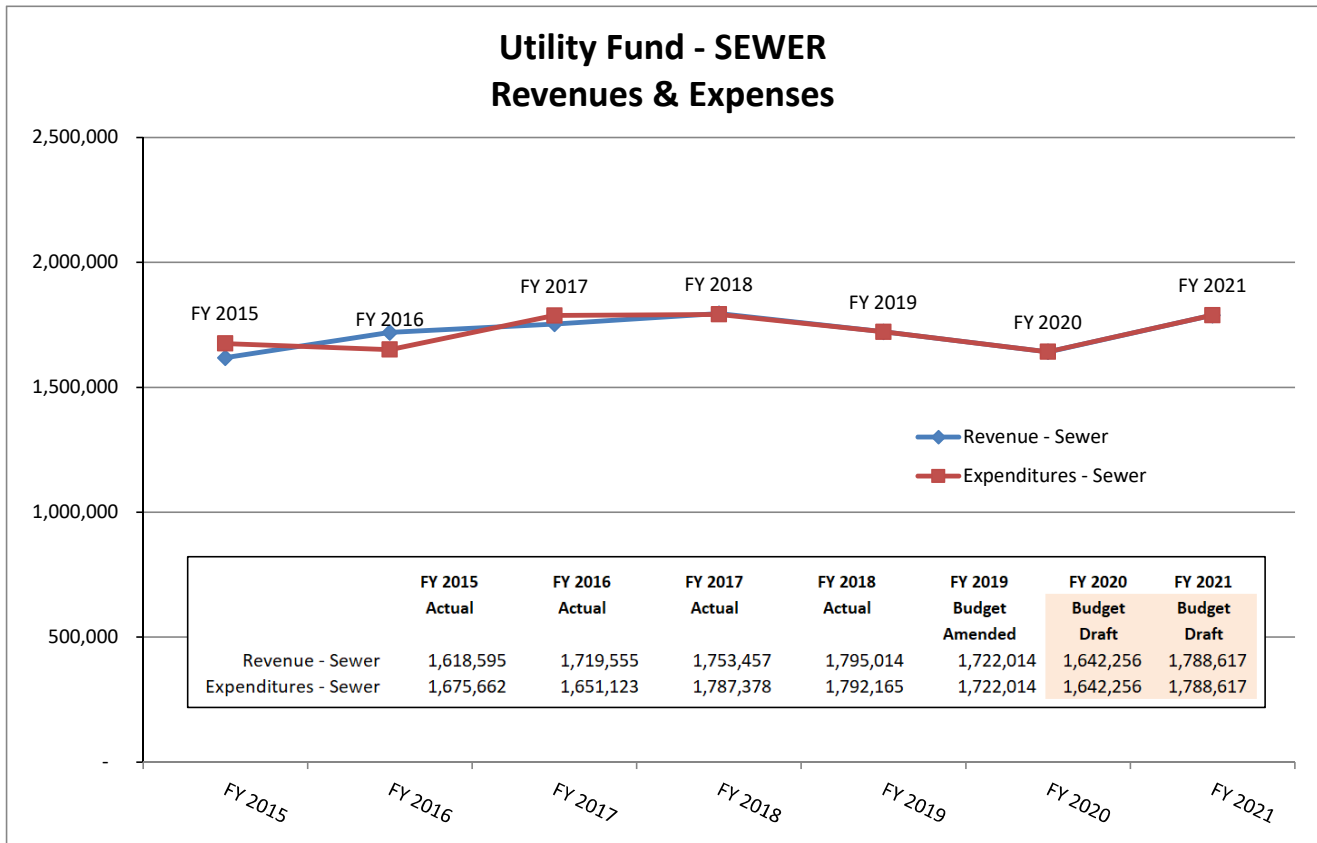 Utility Fund - SEWER
Revenues & Expenses
2,500,000
2,000,000
1,500,000
1,000,000
500,000
-
FY 2015
FY 2016
FY 2017
FY 2018
FY 2019
FY 2020
FY 2021
Revenue - Sewer
Expenditures - Sewer
FY 2015 FY 2016 FY 2017 FY 2018 FY 2019 FY 2020 FY 2021
Actual Actual Actual Actual Budget Budget Budget
Amended Draft Draft
Revenue - Sewer 1,618,595 1,719,555 1,753,457 1,795,014 1,722,014 1,642,256 1,788,617
Expenditures - Sewer 1,675,662 1,651,123 1,787,378 1,792,165 1,722,014 1,642,256 1,788,617
FY 2015
FY 2016
FY 2017
FY 2018
FY 2019
FY 2020
FY 2021